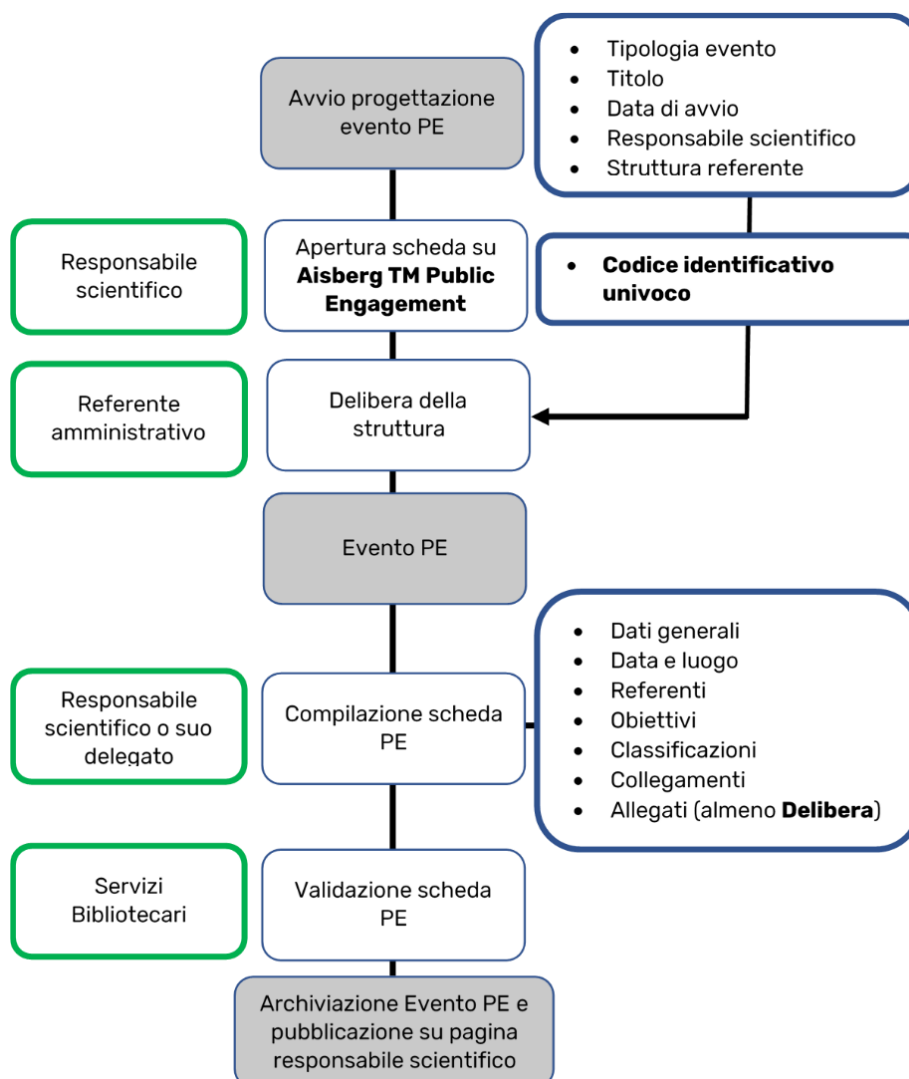 Avvio progettazione
evento PE
• Tipologia evento
• Titolo
• Data di avvio
• Responsabile scientifico
• Struttura referente
Responsabile
scientifico
Apertura scheda su
Aisberg TM Public
Engagement
• Codice identificativo
univoco
Referente
amministrativo
Delibera della
struttura
Evento PE
Responsabile
scientifico o suo
delegato
Compilazione scheda
PE
• Dati generali
• Data e luogo
• Referenti
• Obiettivi
• Classificazioni
• Collegamenti
• Allegati (almeno Delibera)
Servizi
Bibliotecari
Validazione scheda
PE
Archiviazione Evento PE e
pubblicazione su pagina
responsabile scientifico